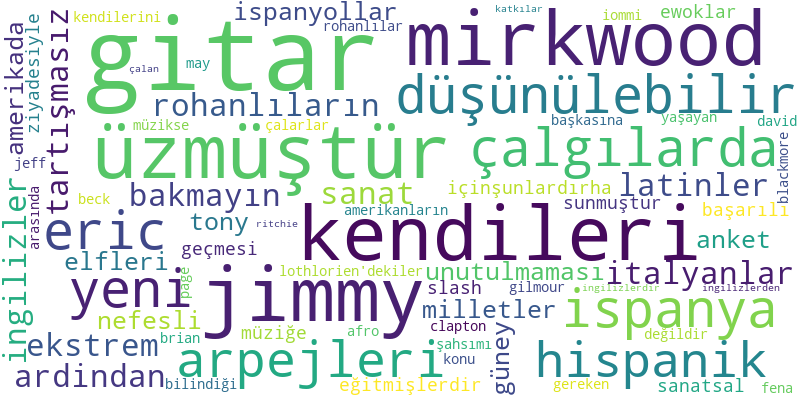 kendilerini
ispanyollar
katkılar
iommi
ewoklar
rohanlılar
gitar
mirkwood
amerikada
ziyadesiyle
tartışmasız
çalan
may
rohanlıların
düşünülebilir
müzikse
çalarlar
başkasına
yaşayan
david
jeff
üzmüştür
çalgılarda
blackmore
arasında
beck
bakmayın
sanat
içinşunlardırha
latinler
ingilizler
eric
tony
ritchie
amerikanların
sunmuştur
başarılı
kendileri
anket
geçmesi
elfleri
yeni
page
jimmy
lothlorien'dekiler
unutulmaması
italyanlar
slash
gilmour
ingilizlerdir
ingilizlerden
nefesli
milletler
ispanya
brian
müziğe
afro
clapton
güney
değildir
ekstrem
arpejleri
şahsımı
konu
hispanik
ardindan
bilindiği
eğitmişlerdir
gereken
sanatsal
fena